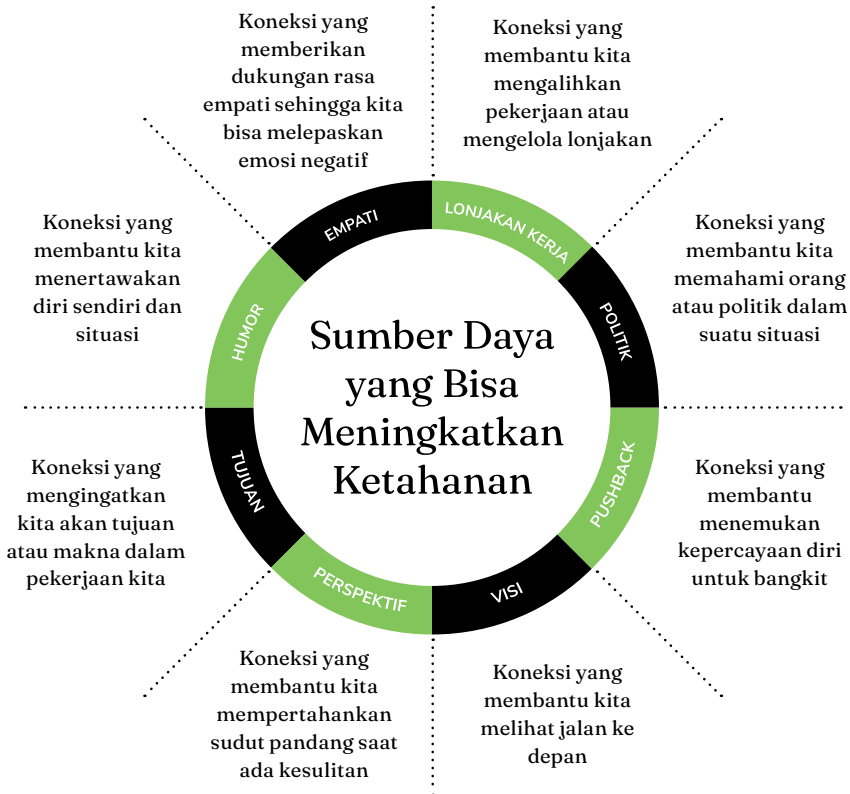 Koneksi yang
memberikan
dukungan rasa
empati sehingga kita
bisa melepaskan
emosi negatif
Koneksi yang
membantu kita
mengalihkan
pekerjaan atau
mengelola lonjakan
EMPATI
LONJAKAN KERJA
Koneksi yang
membantu kita
menertawakan
diri sendiri dan
situasi
HUMOR
POLITIK
Koneksi yang
membantu kita
memahami orang
atau politik dalam
suatu situasi
Sumber Daya
yang Bisa
Meningkatkan
Ketahanan
Koneksi yang
mengingatkan
kita akan tujuan
atau makna dalam
pekerjaan kita
TUJUAN
PUSHBACK
Koneksi yang
membantu
menemukan
kepercayaan diri
untuk bangkit
PERSPEKTIF
VISI
Koneksi yang
membantu kita
mempertahankan
sudut pandang saat
ada kesulitan
Koneksi yang
membantu kita
melihat jalan ke
depan